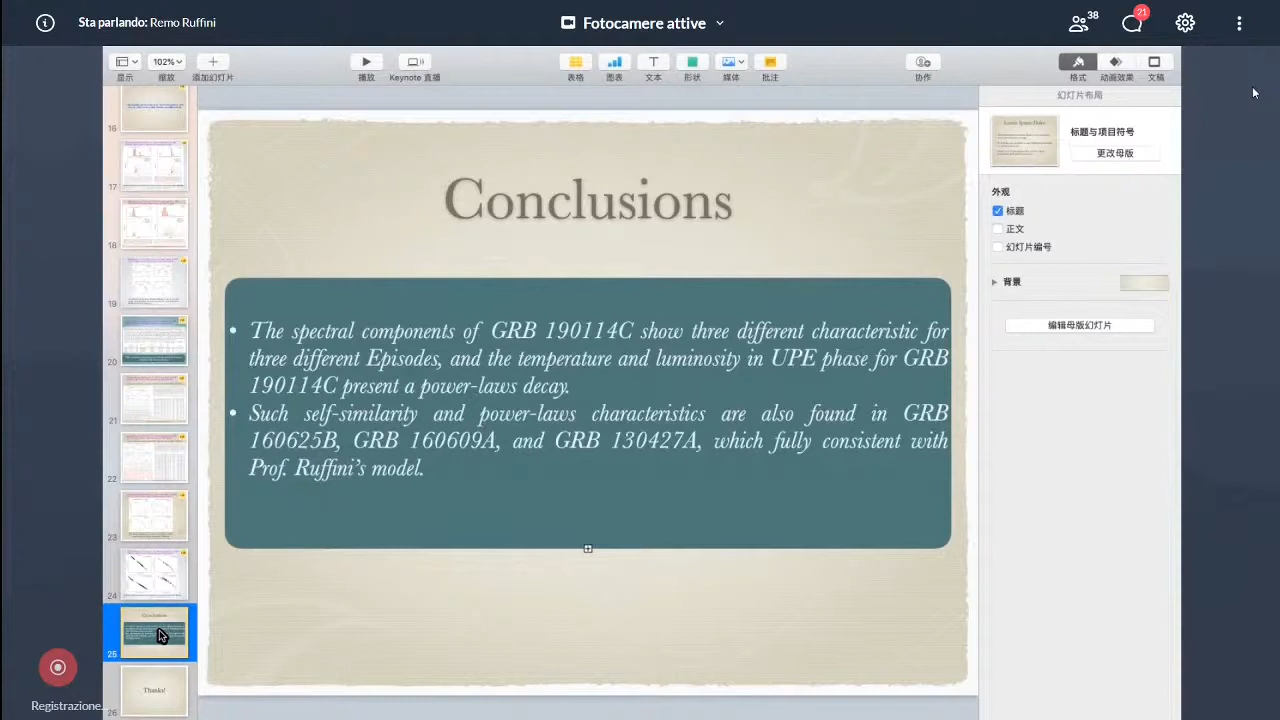 Sta parlando: Remo Ruffini
Fotocamere attive
38
21
102%
显示
缩放
添加幻灯片
播放
Keynote 直播
表格
图表
文本
形状
媒体
批注
协作
格式
动画效果
文稿
幻灯片布局
标题与项目符号
更改母版
外观
标题
正文
幻灯片编号
背景
编辑母版幻灯片
16
17
18
19
20
21
22
23
24
Conclusions
25
Thanks!
26
Conclusions
• The spectral components of GRB 190114C show three different characteristic for
three different Episodes, and it temperature and luminosity in UPE phase for GRB
190114C present a power-laws decay.
• Such self-similarity and power-laws characteristics are also found in GRB
160625B, GRB 160609A, and GRB 130427A, which fully consistent with
Prof. Ruffini's model.
Registrazione